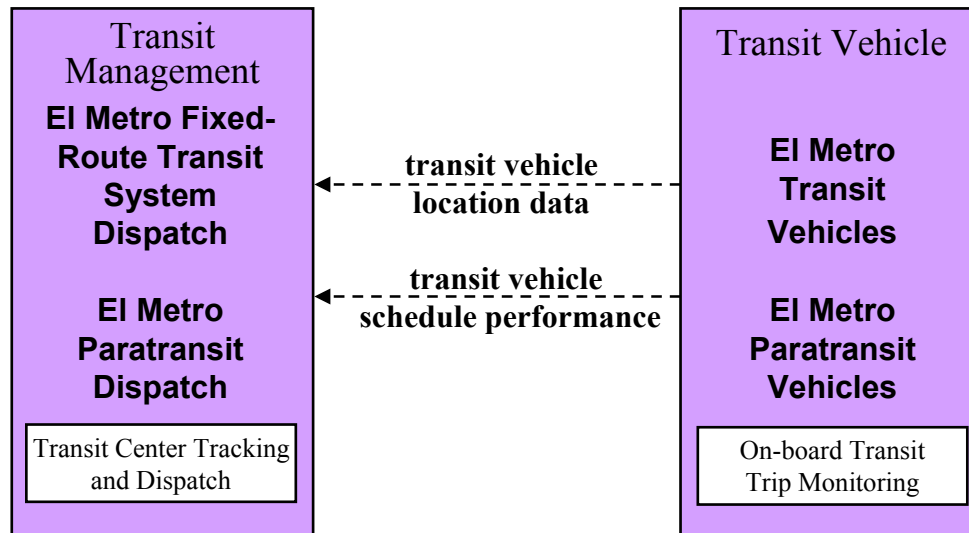 Transit
Management
El Metro Fixed-
Route Transit
System
Dispatch
El Metro
Paratransit
Dispatch
Transit Center Tracking
and Dispatch
transit vehicle
location data
transit vehicle
schedule performance
Transit Vehicle
El Metro
Transit
Vehicles
El Metro
Paratransit
Vehicles
On-board Transit
Trip Monitoring